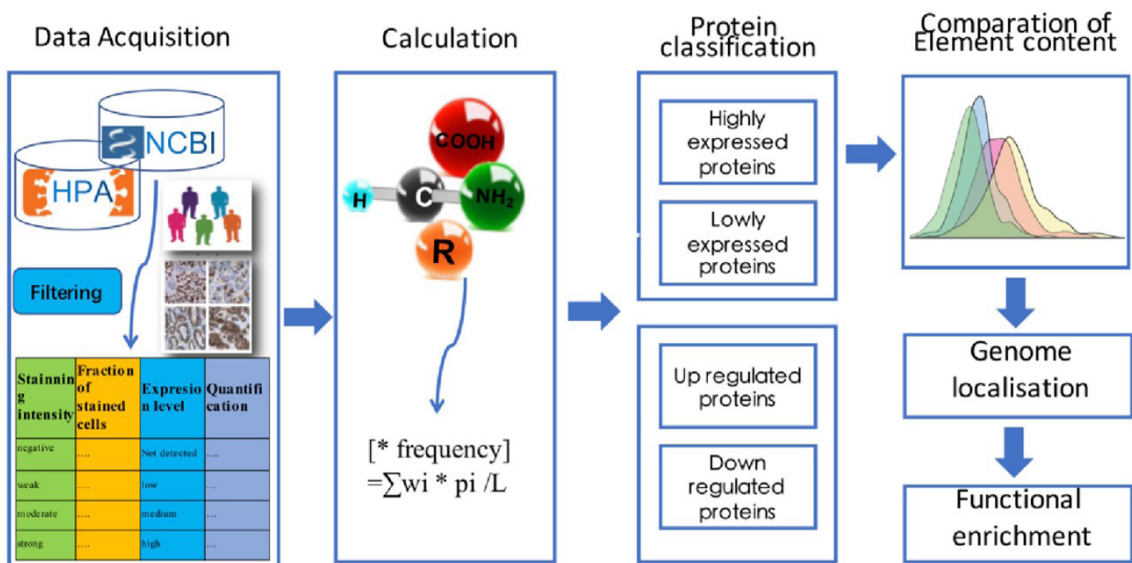 Data Acquisition
NCBI
HPA
Filtering
Stainnin
g
intensity
Fraction
of
stained
cells
Expresio
n level
Quantifi
cation
negative
....
Not detected
....
weak
....
low
...
moderate
....
medium
...
strong
....
high
...
Calculation
COOH
H
C
NH2
R
[* frequency]
=∑wi * pi /L
Protein
classification
Highly
expressed
proteins
Lowly
expressed
proteins
Up regulated
proteins
Down
regulated
proteins
Comparation of
Element content
Genome
localisation
Functional
enrichment